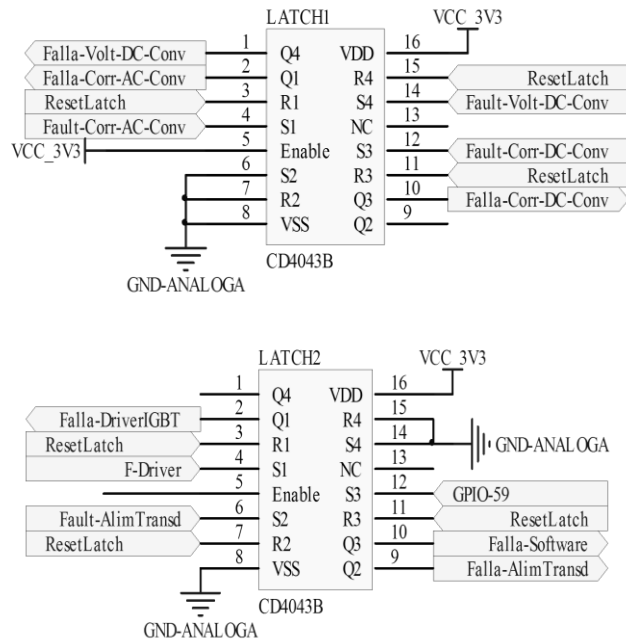 LATCH1
VCC_3V3
Falla-Volt-DC-Conv 1 Q4 VDD 16
Falla-Corr-AC-Conv 2 Q1 R4 15 ResetLatch
ResetLatch 3 R1 S4 14 Fault-Volt-DC-Conv
Fault-Corr-AC-Conv 4 S1 NC 13
VCC_3V3 5 Enable S3 12 Fault-Corr-DC-Conv
6 S2 R3 11 ResetLatch
7 R2 Q3 10 Falla-Corr-DC-Conv
8 VSS Q2 9
CD4043B
GND-ANALOGA
LATCH2
VCC_3V3
1 Q4 VDD 16
Falla-DriverIGBT 2 Q1 R4 15
ResetLatch 3 R1 S4 14 GND-ANALOGA
F-Driver 4 S1 NC 13
5 Enable S3 12 GPIO-59
Fault-AlimTransd 6 S2 R3 11 ResetLatch
ResetLatch 7 R2 Q3 10 Falla-Software
8 VSS Q2 9 Falla-AlimTransd
CD4043B
GND-ANALOGA